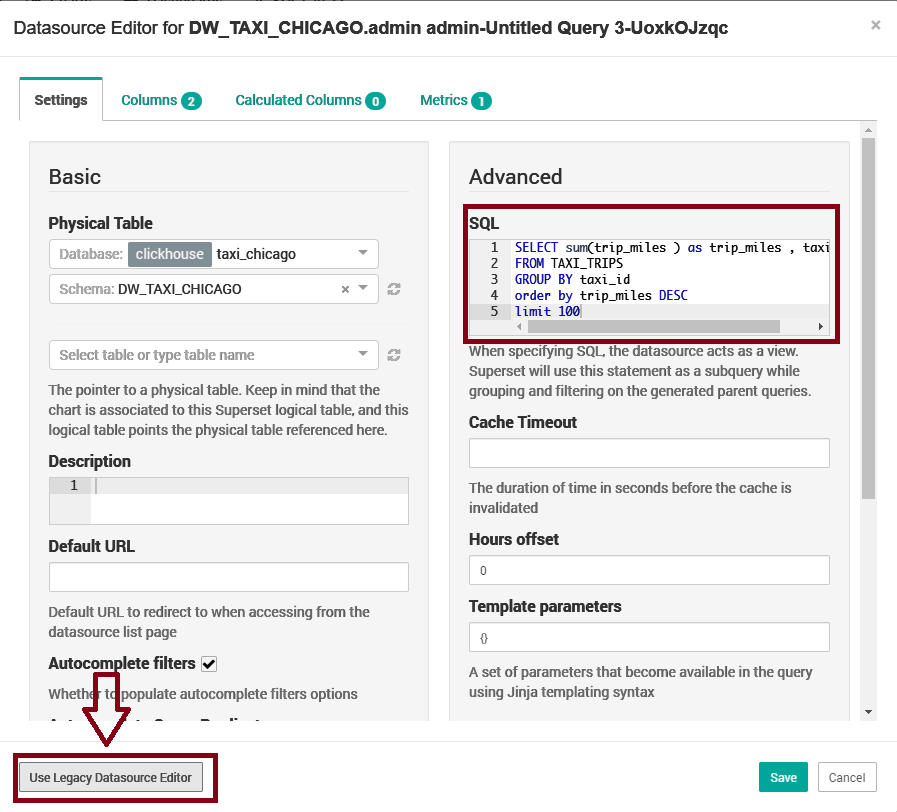 Datasource Editor for DW_TAXI_CHICAGO.admin admin-Untitled Query 3-UoxkOJzqc
×
Settings
Columns 2
Calculated Columns 0
Metrics 1
Basic
Physical Table
Database: clickhouse taxi_chicago
Schema: DW_TAXI_CHICAGO ×
Select table or type table name
The pointer to a physical table. Keep in mind that the
chart is associated to this Superset logical table, and this
logical table points the physical table referenced here.
Description
1
Default URL
Default URL to redirect to when accessing from the
datasource list page
Autocomplete filters
Whether to populate autocomplete filters options
Advanced
SQL
1 SELECT sum(trip_miles ) as trip_miles , taxi
2 FROM TAXI_TRIPS
3 GROUP BY taxi_id
4 order by trip_miles DESC
5 limit 100
When specifying SQL, the datasource acts as a view.
Superset will use this statement as a subquery while
grouping and filtering on the generated parent queries.
Cache Timeout
The duration of time in seconds before the cache is
invalidated
Hours offset
0
Template parameters
{}
A set of parameters that become available in the query
using Jinja templating syntax
Use Legacy Datasource Editor
Save
Cancel